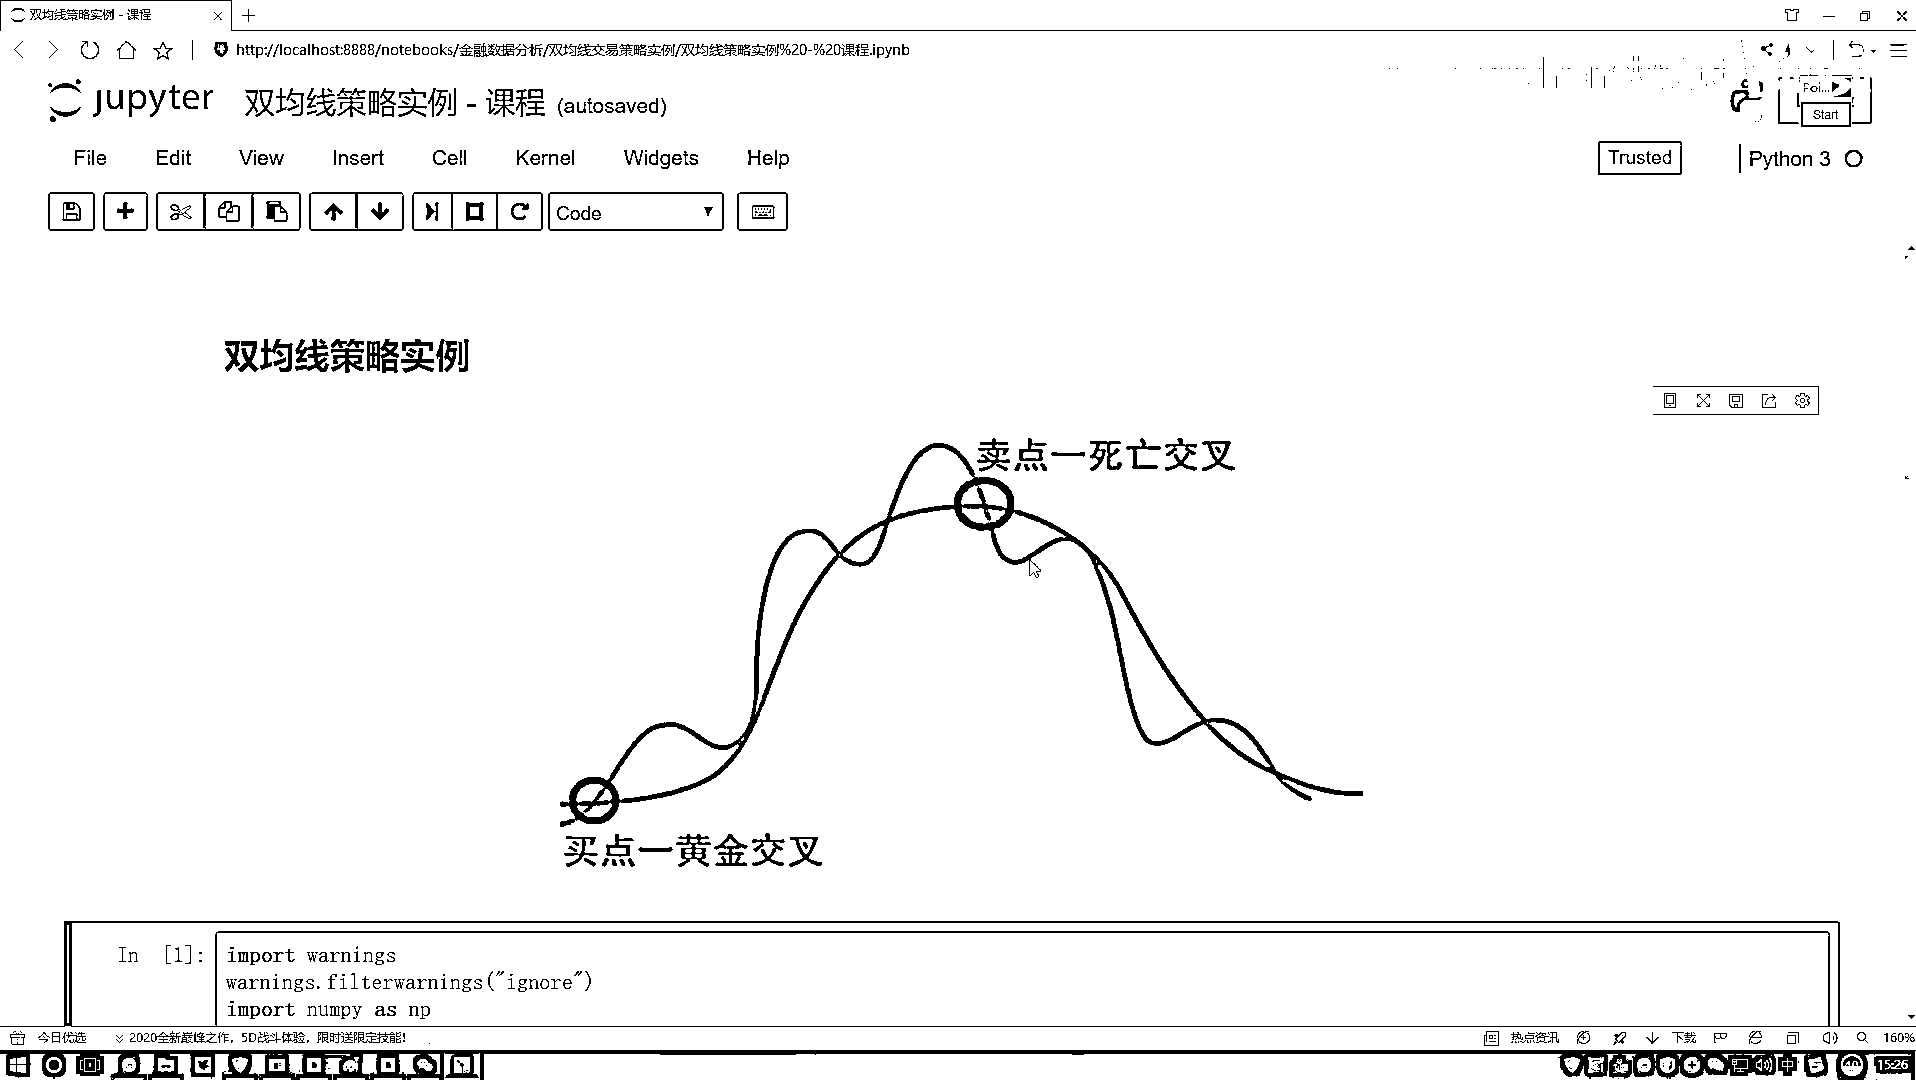 双均线策略实例 - 课程
http://localhost:8888/notebooks/金融数据分析/双均线交易策略实例/双均线策略实例%20-%20课程.ipynb
jupyter 双均线策略实例 - 课程 (autosaved)
Poi...
Start
File Edit View Insert Cell Kernel Widgets Help
Trusted Python 3
Code
双均线策略实例
卖点一死亡交叉
买点一黄金交叉
In [1]: import warnings
warnings.filterwarnings("ignore")
import numpy as np
今日优选 2020全新巅峰之作，5D战斗体验，限时送限定技能! 热点资讯 下载 160%
中 15:26